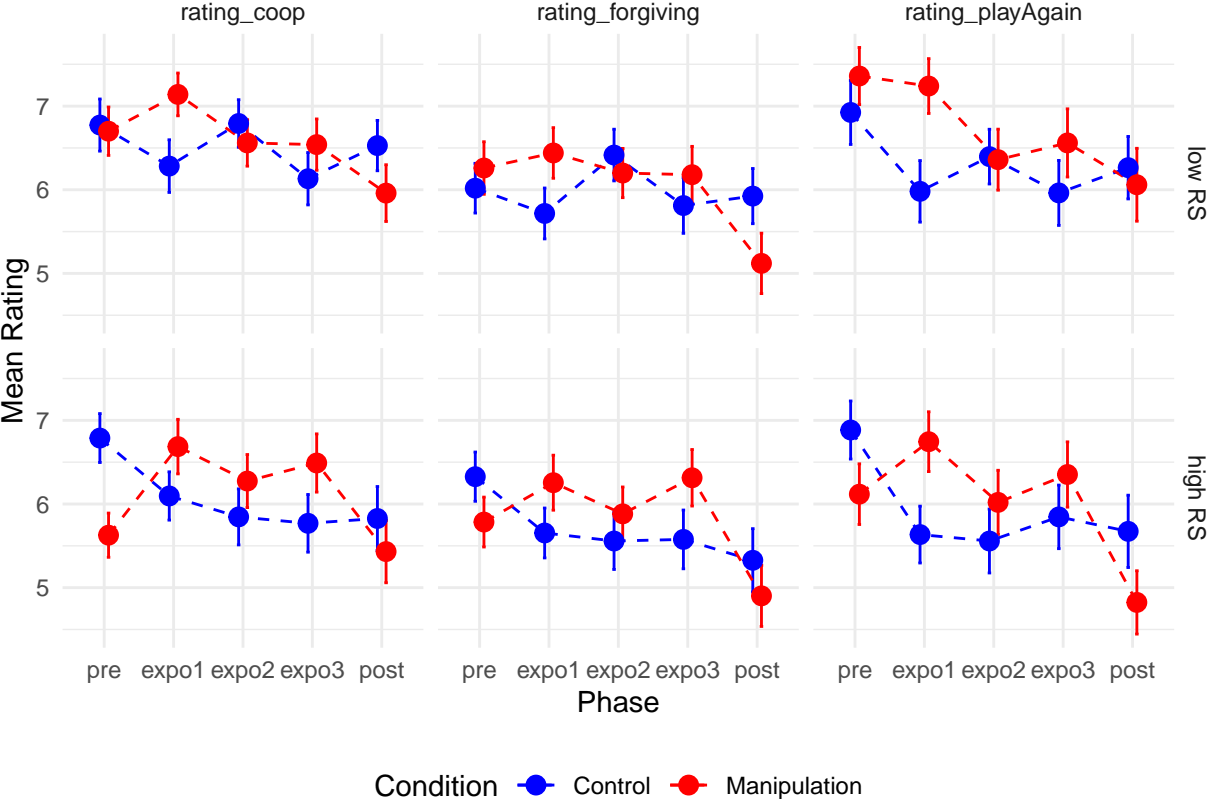 rating_coop rating_forgiving rating_playAgain
Mean Rating
7
6
5
low RS
7
6
5
high RS
pre expo1 expo2 expo3 post pre expo1 expo2 expo3 post pre expo1 expo2 expo3 post
Phase
Condition Control Manipulation